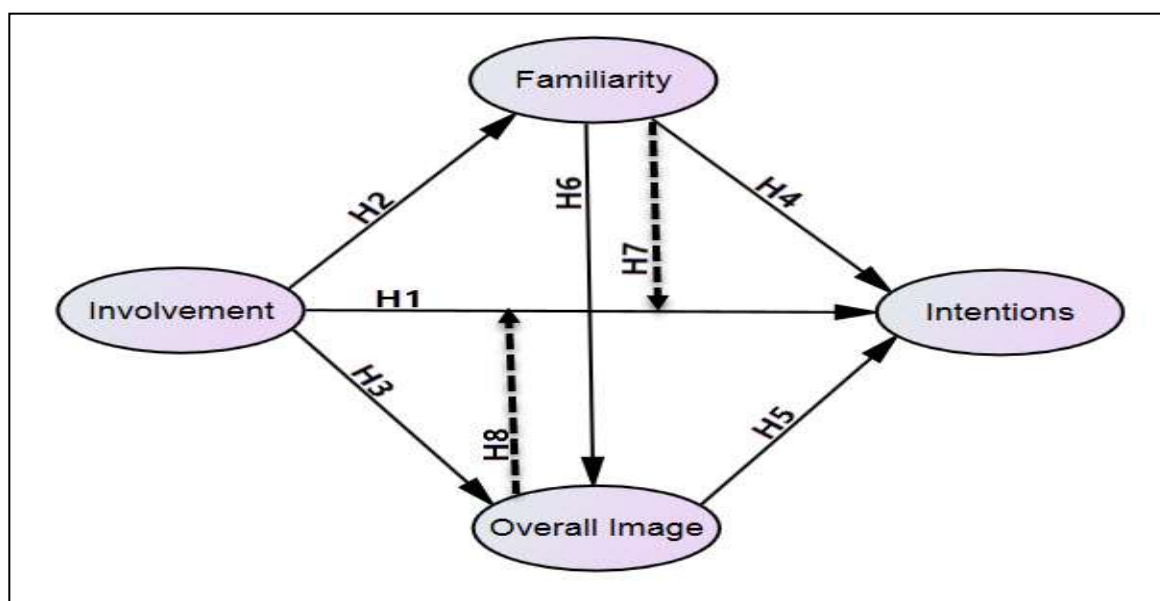 Familiarity
H2
H6
H7
H4
Involvement
H1
Intentions
H3
H8
H5
Overall Image